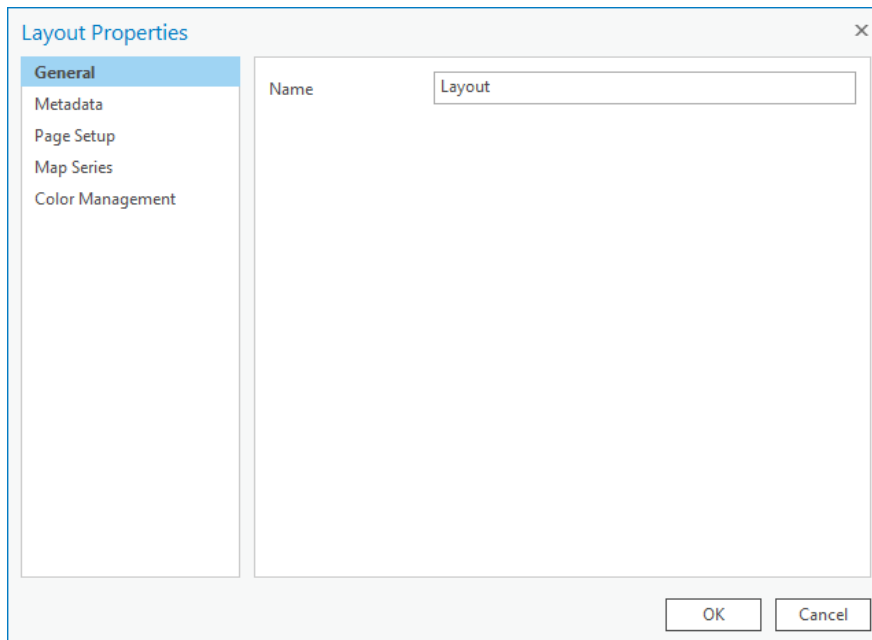 Layout Properties
General
Metadata
Page Setup
Map Series
Color Management
Name
Layout
OK
Cancel